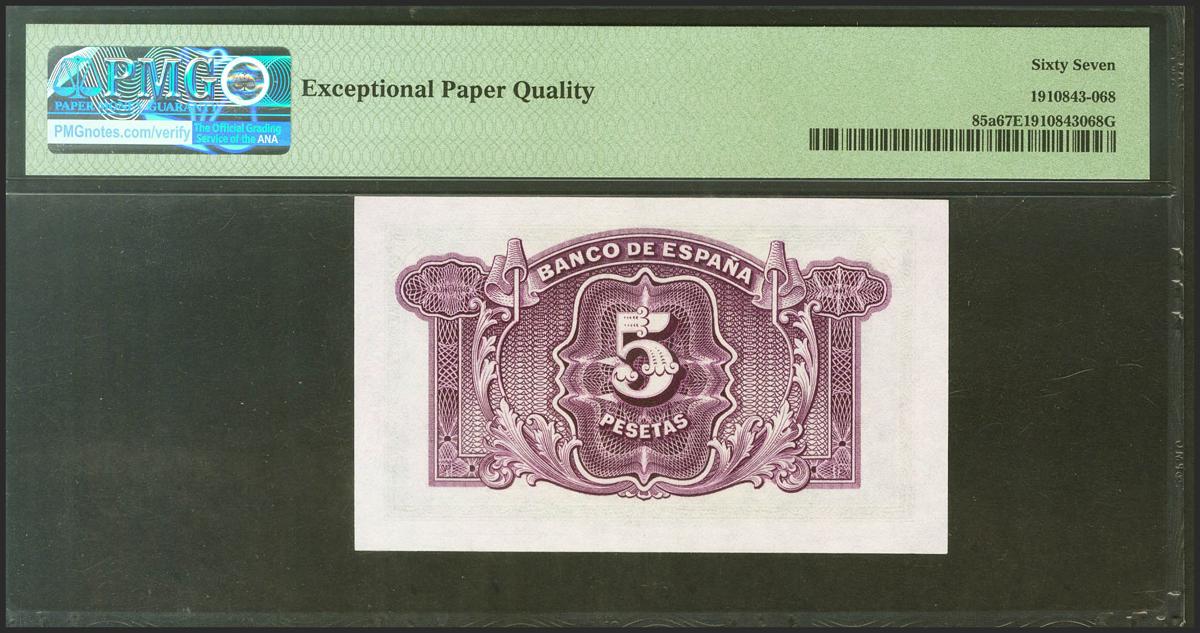 PMG
PAPER MONEY GUARANTY
PMGnotes.com/verify
The Official Grading
Service of the ANA
Exceptional Paper Quality
Sixty Seven
1910843-068
85a67E1910843068G
BANCO DE ESPAÑA
5
PESETAS